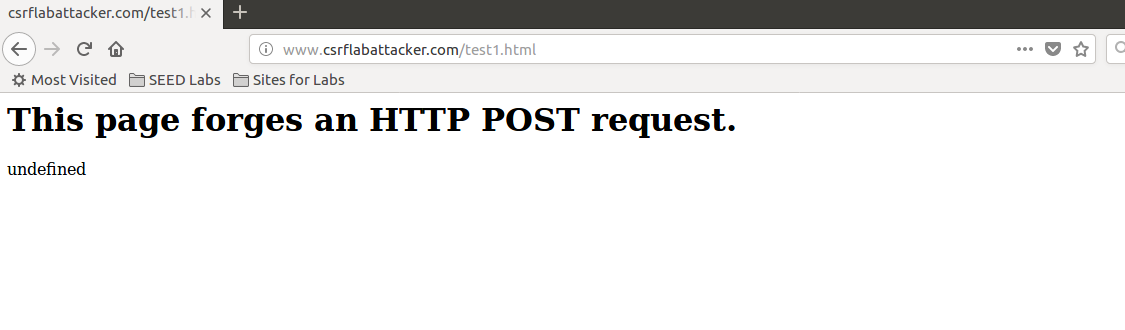 csrflabattacker.com/test1.h
www.csrflabattacker.com/test1.html
Most Visited SEED Labs Sites for Labs
This page forges an HTTP POST request.
undefined